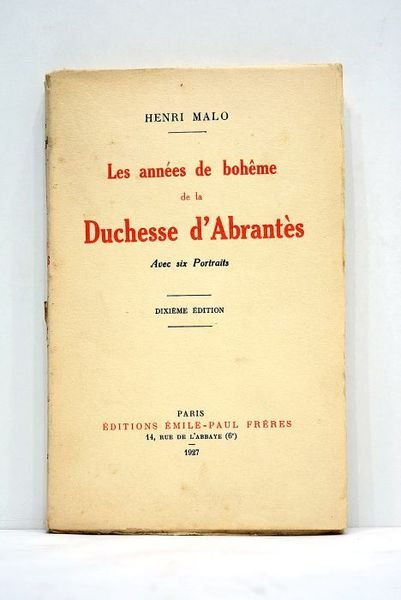 HENRI MALO
Les années de bohême
de la
Duchesse d'Abrantès
Avec six Portraits
DIXIÈME ÉDITION
PARIS
ÉDITIONS ÉMILE-PAUL FRÈRES
14, RUE DE L'ABBAYE (6e)
1927